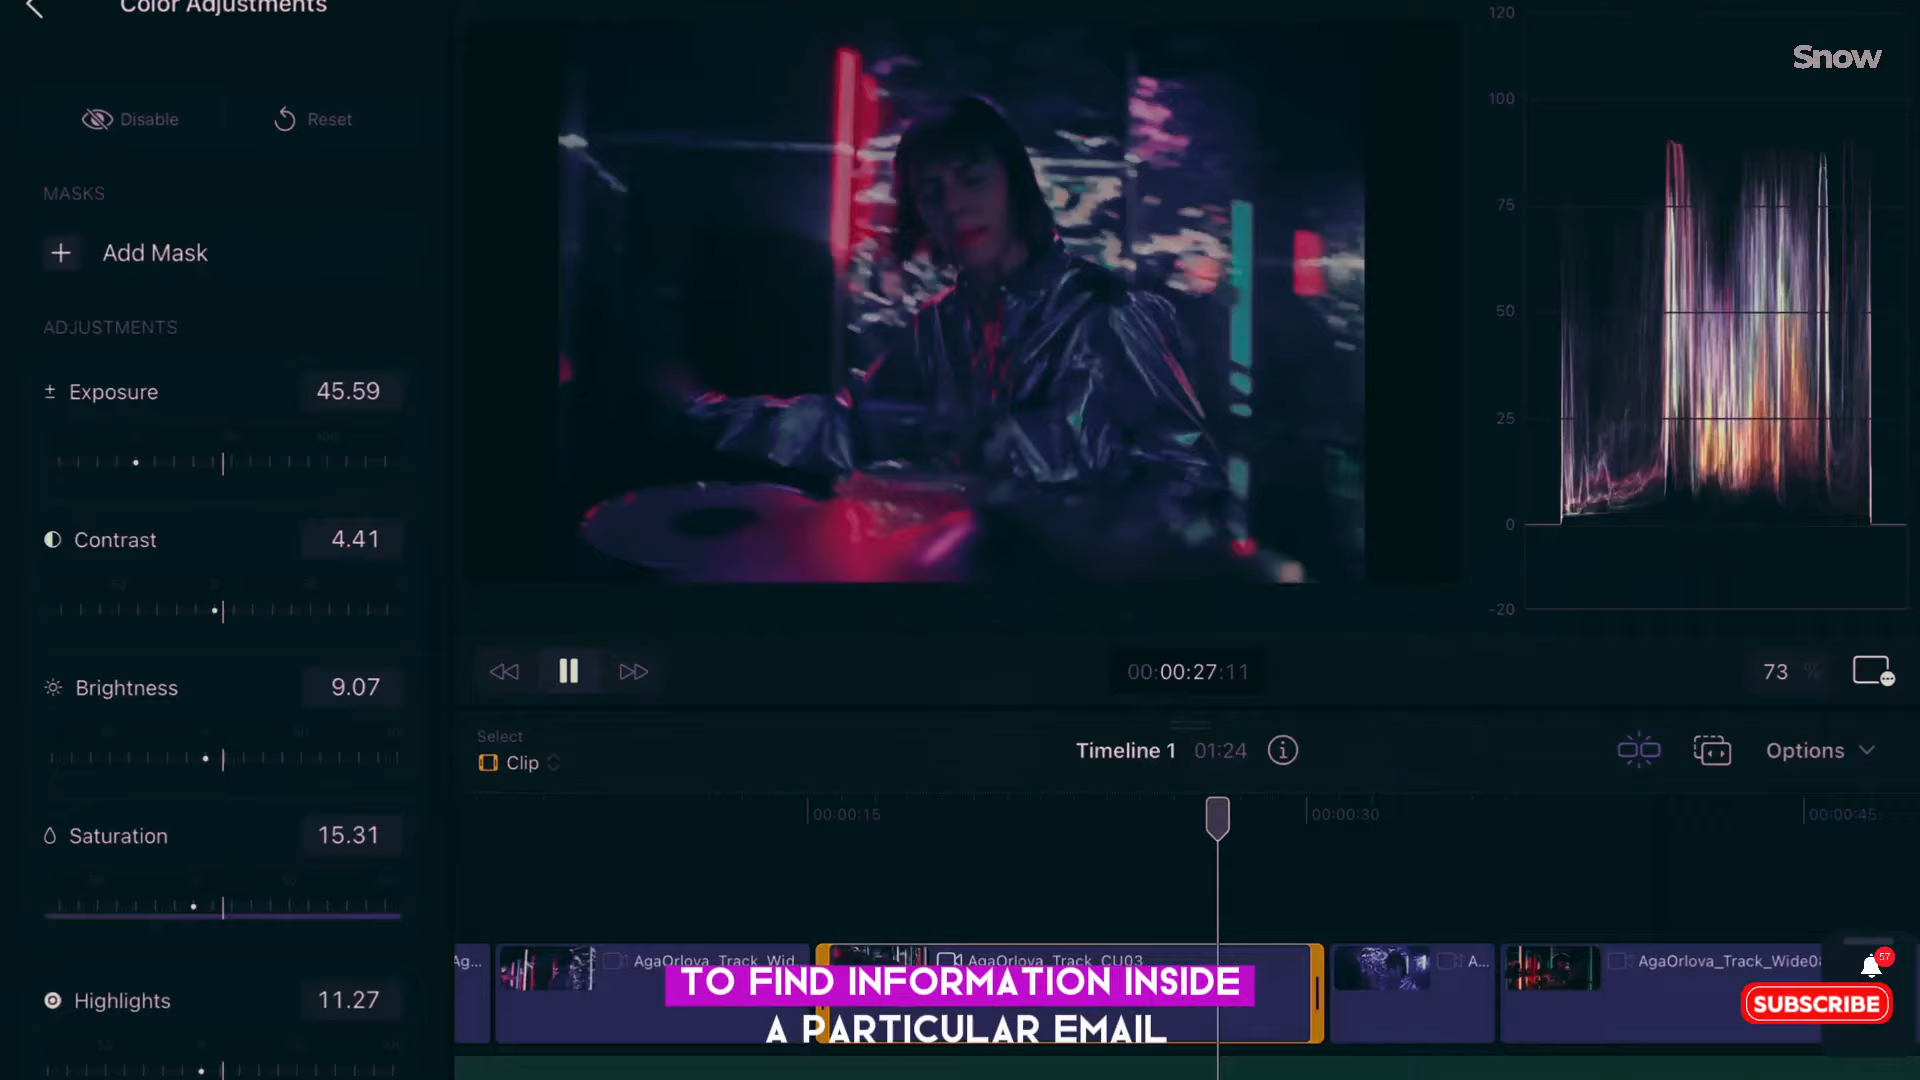 Color Adjustments
Snow
Disable
Reset
MASKS
+ Add Mask
ADJUSTMENTS
± Exposure 45.59
Contrast 4.41
Brightness 9.07
Saturation 15.31
Highlights 11.27
120
100
75
50
25
0
-20
00:00:27:11
73 %
Select
Clip
Timeline 1 01:24
Options
00:00:15
00:00:30
00:00:45
Ag...
AgaOrlova_Track_Wid
AgaOrlova_Track_CU03
A...
AgaOrlova_Track_Wide0
TO FIND INFORMATION INSIDE
A PARTICULAR EMAIL
57
SUBSCRIBE